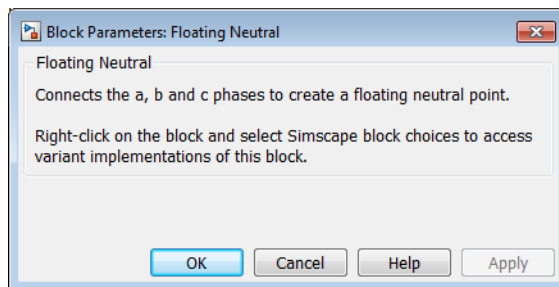 Block Parameters: Floating Neutral
Floating Neutral
Connects the a, b and c phases to create a floating neutral point.
Right-click on the block and select Simscape block choices to access
variant implementations of this block.
OK Cancel Help Apply